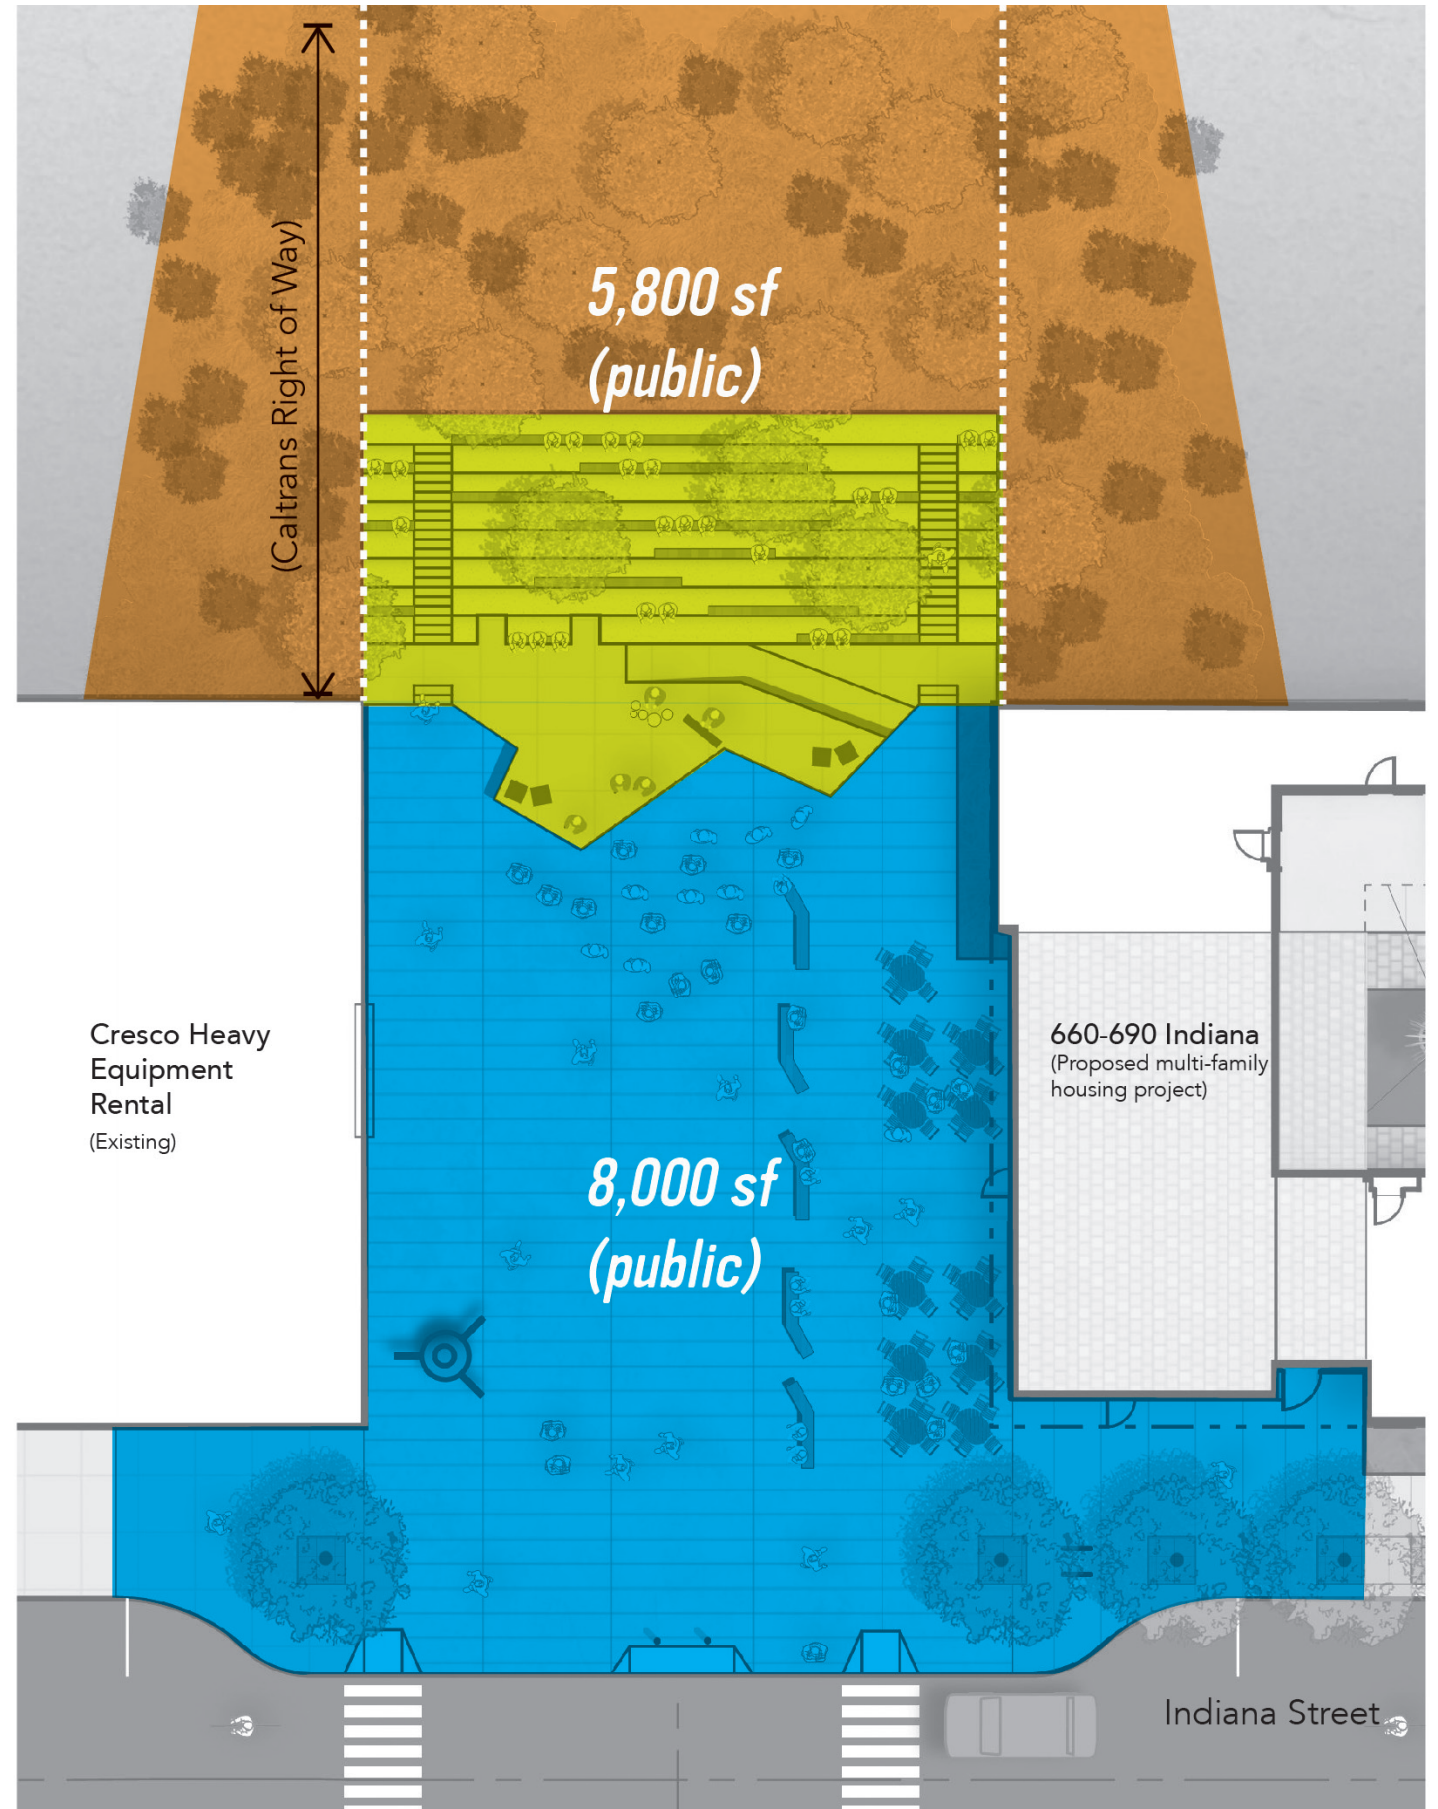 (Caltrans Right of Way)
5,800 sf
(public)
Cresco Heavy
Equipment
Rental
(Existing)
660-690 Indiana
(Proposed multi-family
housing project)
8,000 sf
(public)
Indiana Street